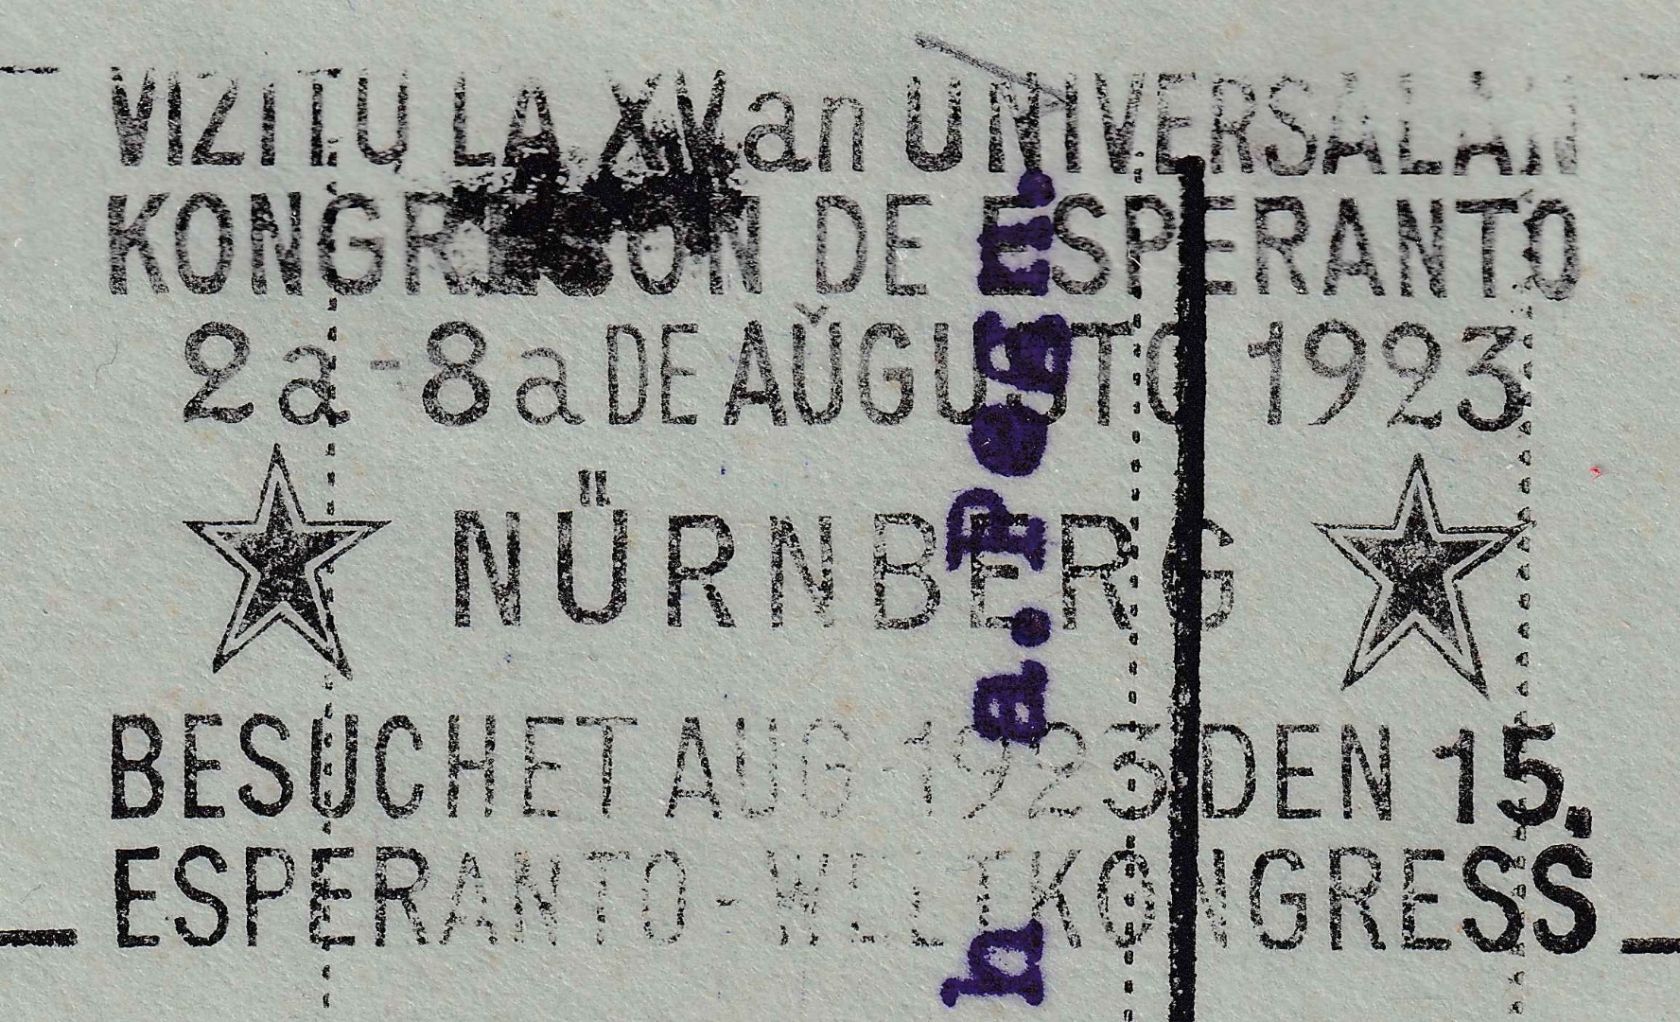 VIZITU LA XVan UNIVERSALAN
KONGRESON DE ESPERANTO
2a-8a DE AŬGUSTO 1923
NÜRNBERG
BESUCHET AUG 1923 DEN 15.
ESPERANTO-WELTKONGRESS
h a. Pegn.